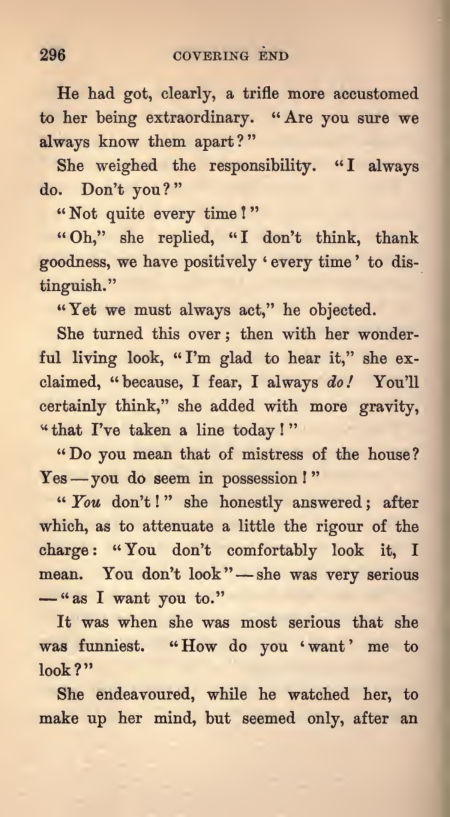 296 COVERING END
He had got, clearly, a trifle more accustomed
to her being extraordinary. “Are you sure we
always know them apart?”
She weighed the responsibility. “I always
do. Don’t you?”
“Not quite every time!”
“Oh,” she replied, “I don’t think, thank
goodness, we have positively ‘every time’ to dis-
tinguish.”
“Yet we must always act,” he objected.
She turned this over; then with her wonder-
ful living look, “I’m glad to hear it,” she ex-
claimed, “because, I fear, I always do! You’ll
certainly think,” she added with more gravity,
“that I’ve taken a line today!”
“Do you mean that of mistress of the house?
Yes—you do seem in possession!”
“You don’t!” she honestly answered; after
which, as to attenuate a little the rigour of the
charge: “You don’t comfortably look it, I
mean. You don’t look”—she was very serious
—“as I want you to.”
It was when she was most serious that she
was funniest. “How do you ‘want’ me to
look?”
She endeavoured, while he watched her, to
make up her mind, but seemed only, after an